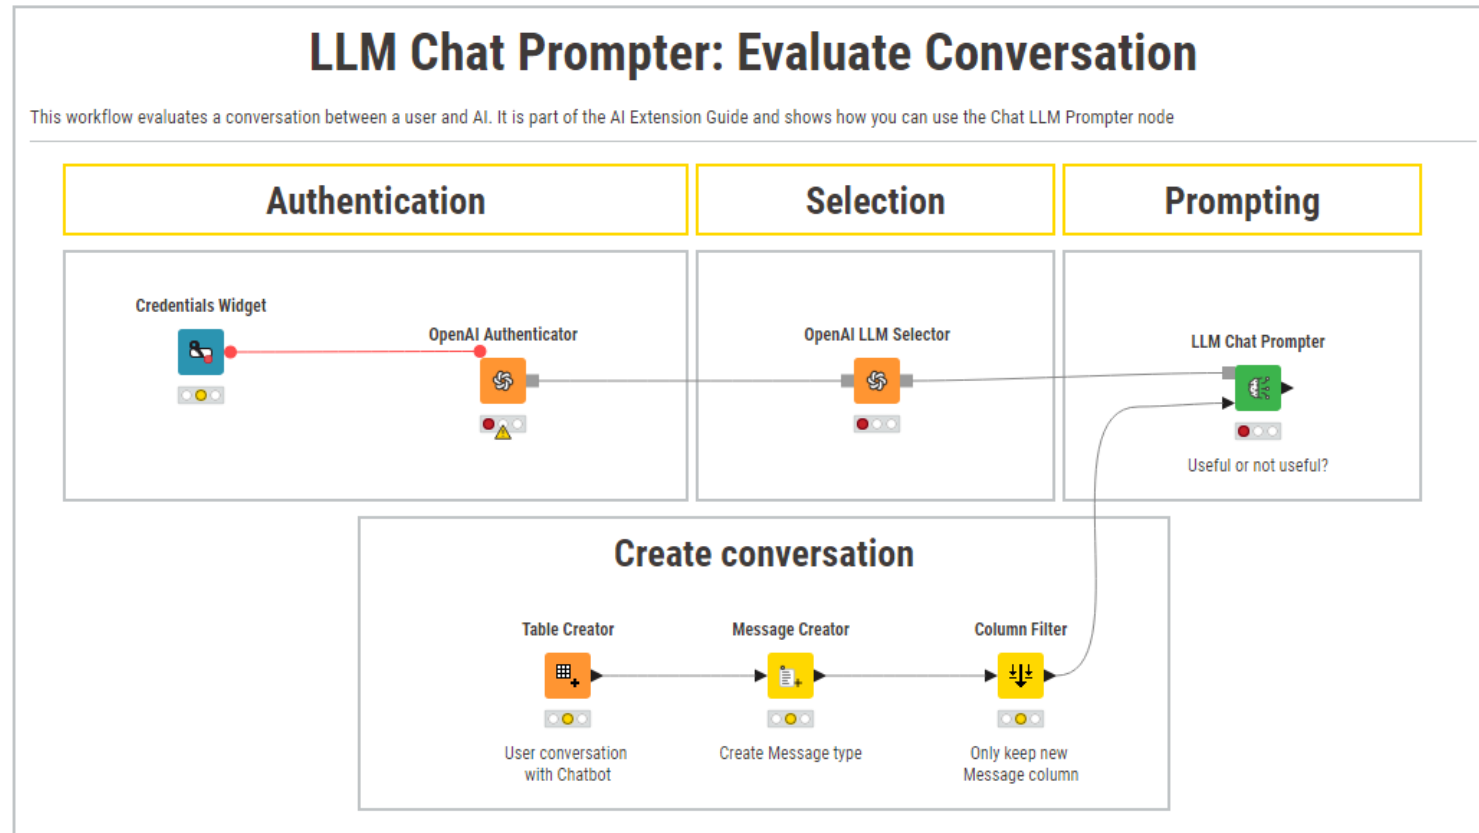 LLM Chat Prompter: Evaluate Conversation
This workflow evaluates a conversation between a user and AI. It is part of the AI Extension Guide and shows how you can use the Chat LLM Prompter node
Authentication
Selection
Prompting
Credentials Widget
OpenAI Authenticator
OpenAI LLM Selector
LLM Chat Prompter
Useful or not useful?
Create conversation
Table Creator
Message Creator
Column Filter
User conversation
with Chatbot
Create Message type
Only keep new
Message column